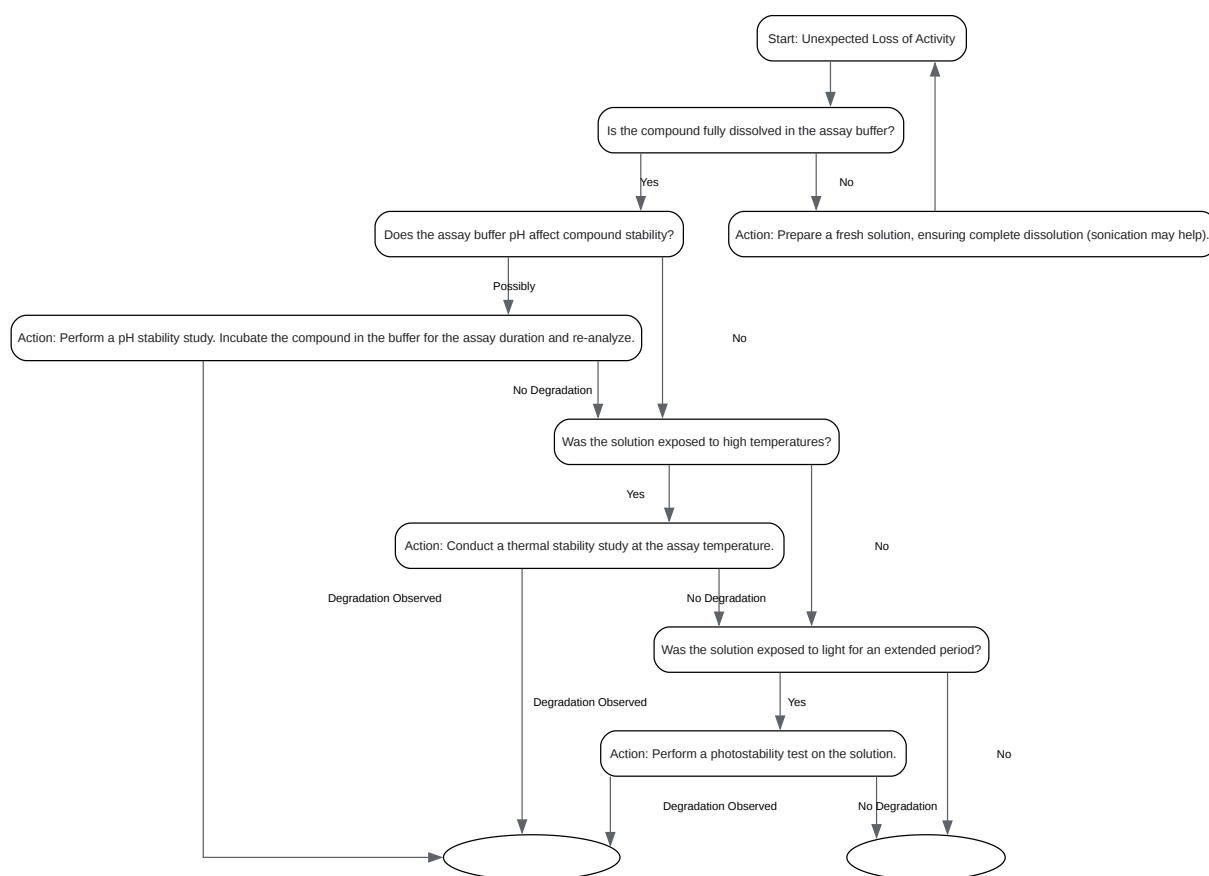 Start: Unexpected Loss of Activity
Is the compound fully dissolved in the assay buffer?
Yes
No
Does the assay buffer pH affect compound stability?
Action: Prepare a fresh solution, ensuring complete dissolution (sonication may help).
Possibly
Action: Perform a pH stability study. Incubate the compound in the buffer for the assay duration and re-analyze.
No
No Degradation
Was the solution exposed to high temperatures?
Yes
Action: Conduct a thermal stability study at the assay temperature.
No
Degradation Observed
No Degradation
Was the solution exposed to light for an extended period?
Degradation Observed
Yes
Action: Perform a photostability test on the solution.
No
Degradation Observed
No Degradation